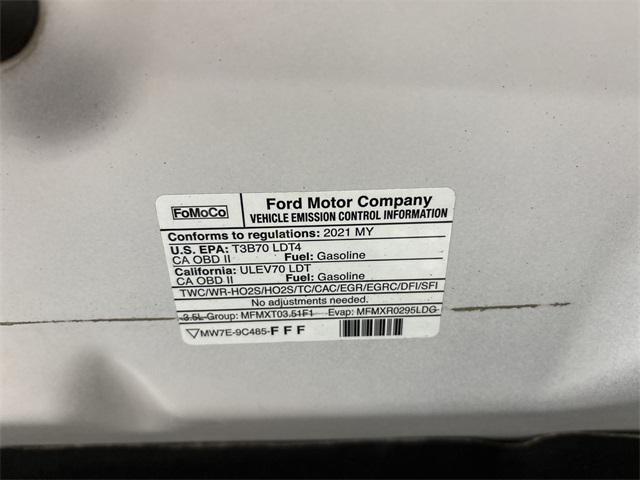 FoMoCo
Ford Motor Company
VEHICLE EMISSION CONTROL INFORMATION
Conforms to regulations: 2021 MY
U.S. EPA: T3B70 LDT4
CA OBD II Fuel: Gasoline
California: ULEV70 LDT
CA OBD II Fuel: Gasoline
TWC/WR-HO2S/HO2S/TC/CAC/EGR/EGRC/DFI/SFI
No adjustments needed.
3.5L-Group: MFMXT03.51F1 Evap: MFMXR0295LDG
MW7E-9C485-FFF